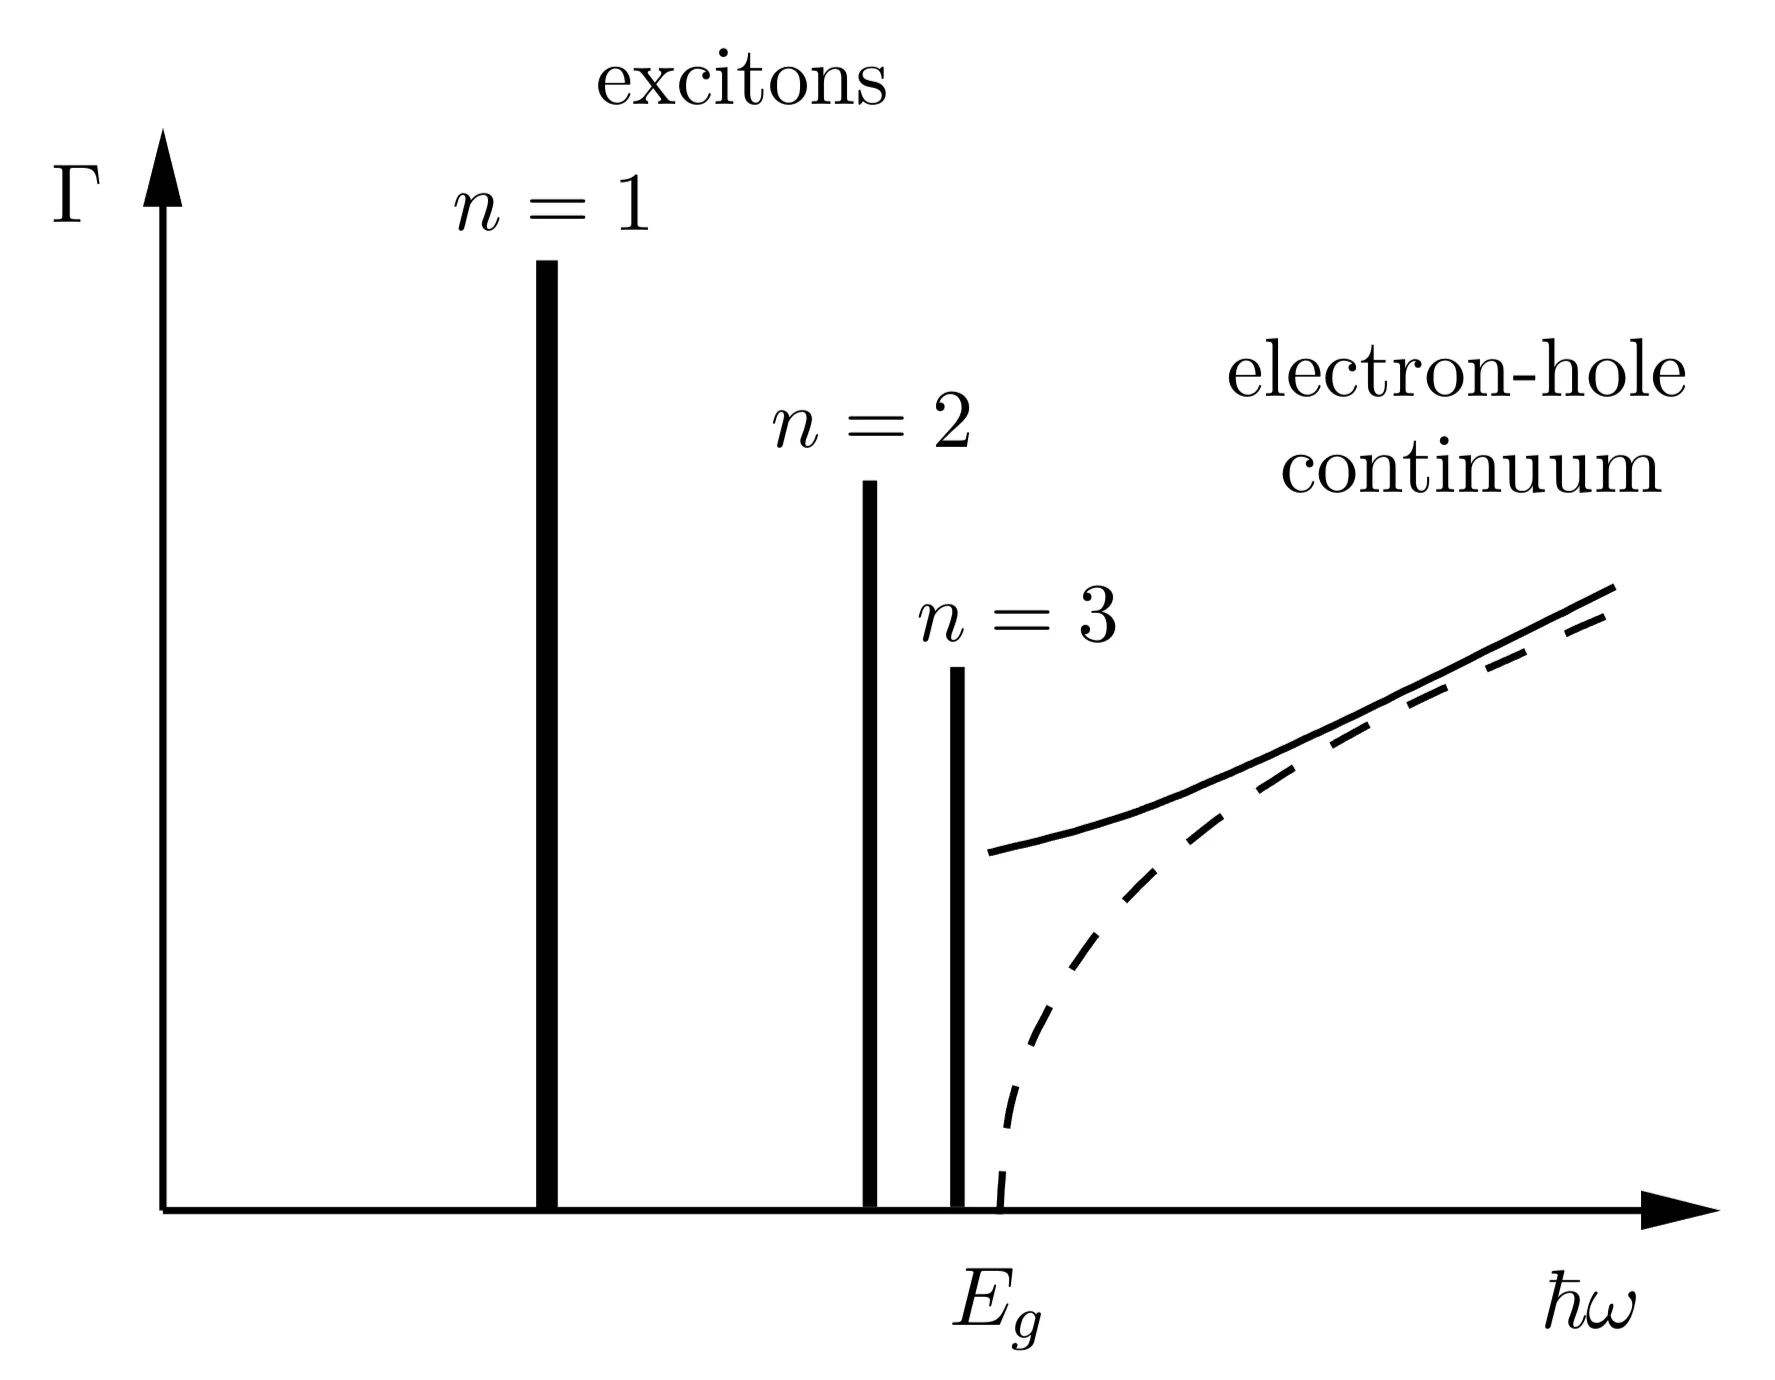 excitons
Γ
n = 1
n = 2
n = 3
electron-hole
continuum
E_g
ħω